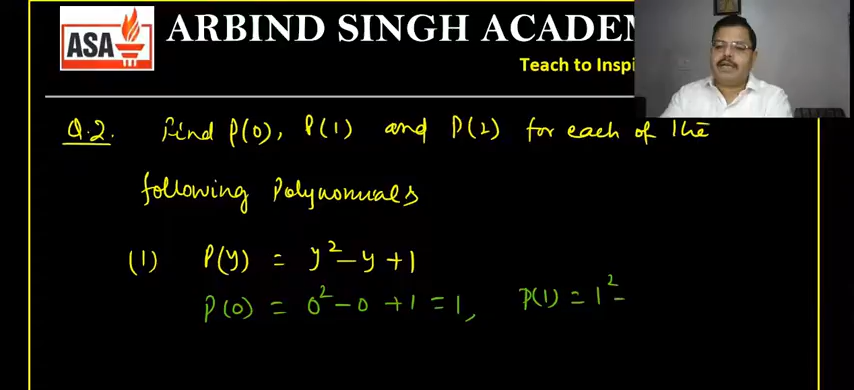 ASA
ARBIND SINGH ACADEM
Teach to Inspi
Q.2. Find P(0), P(1) and P(2) for each of the
following Polynomials
(1) P(y) = y² - y + 1
P(0) = 0² - 0 + 1 = 1, P(1) = 1² -